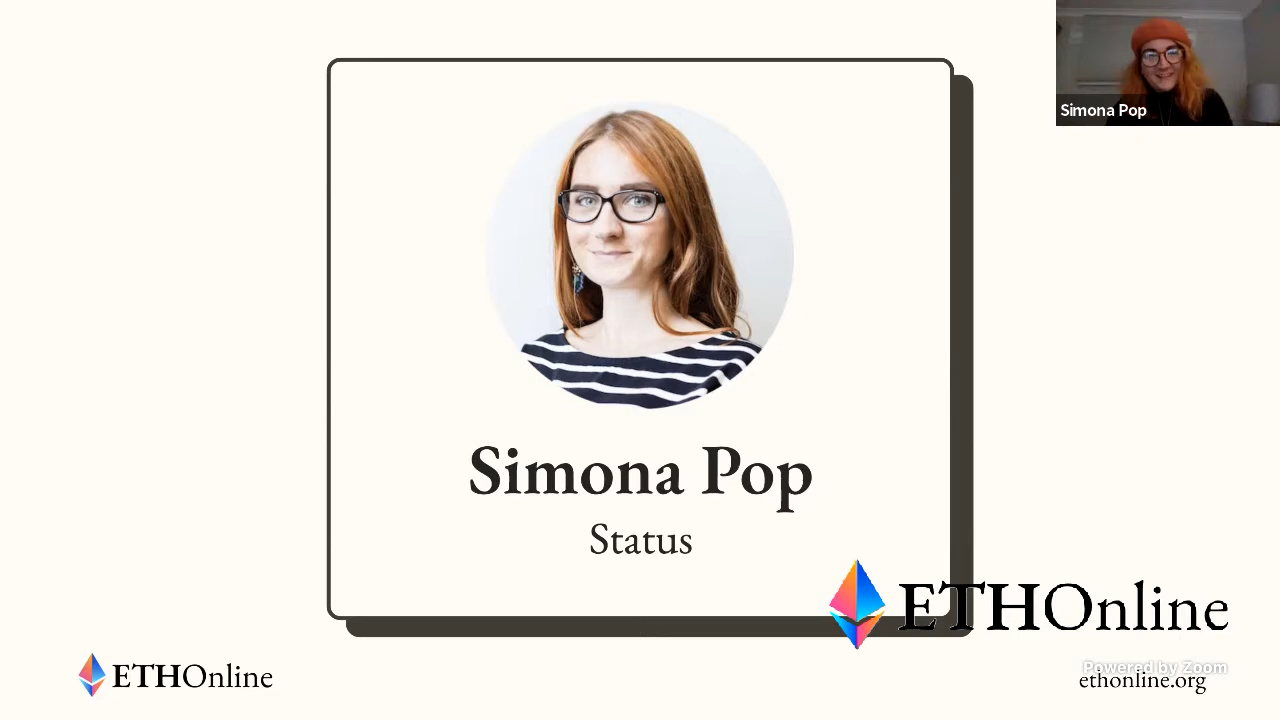 Simona Pop
Simona Pop
Status
ETHOnline
ETHOnline
Powered by Zoom
ethonline.org